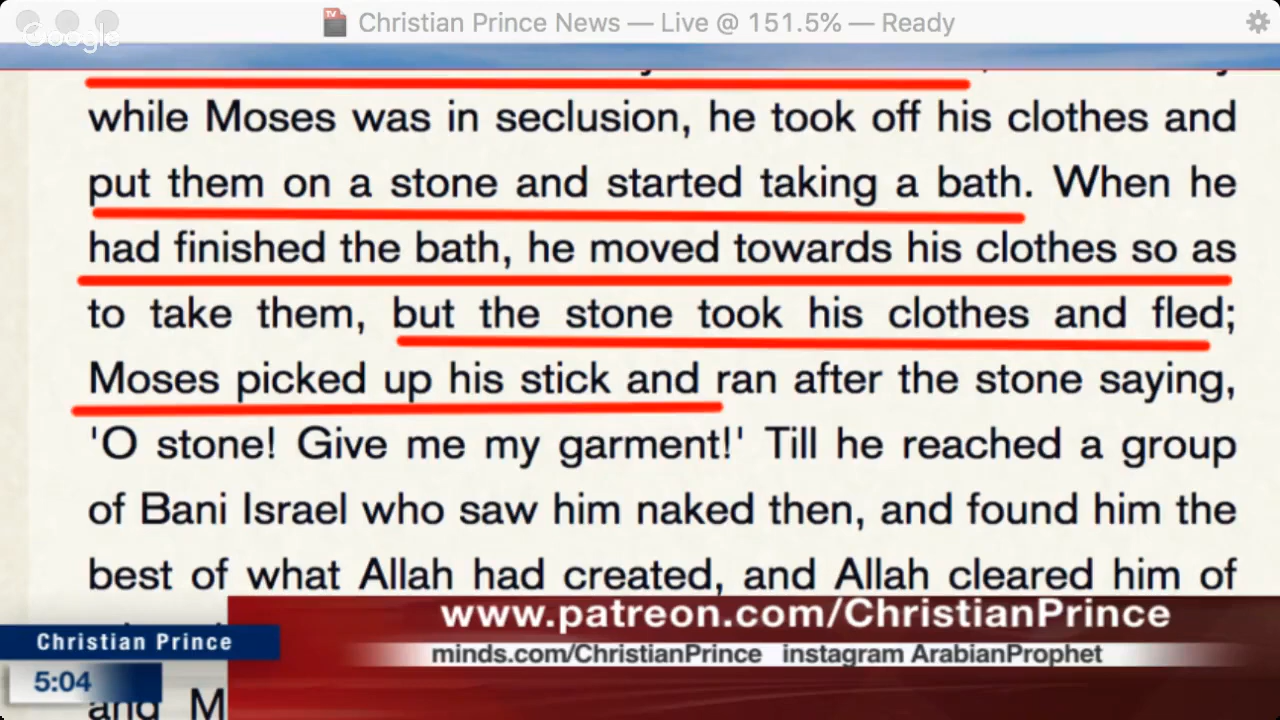 Christian Prince News — Live @ 151.5% — Ready
Google
while Moses was in seclusion, he took off his clothes and
put them on a stone and started taking a bath. When he
had finished the bath, he moved towards his clothes so as
to take them, but the stone took his clothes and fled;
Moses picked up his stick and ran after the stone saying,
'O stone! Give me my garment!' Till he reached a group
of Bani Israel who saw him naked then, and found him the
best of what Allah had created, and Allah cleared him of
www.patreon.com/ChristianPrince
Christian Prince
minds.com/ChristianPrince instagram ArabianProphet
5:04
and M